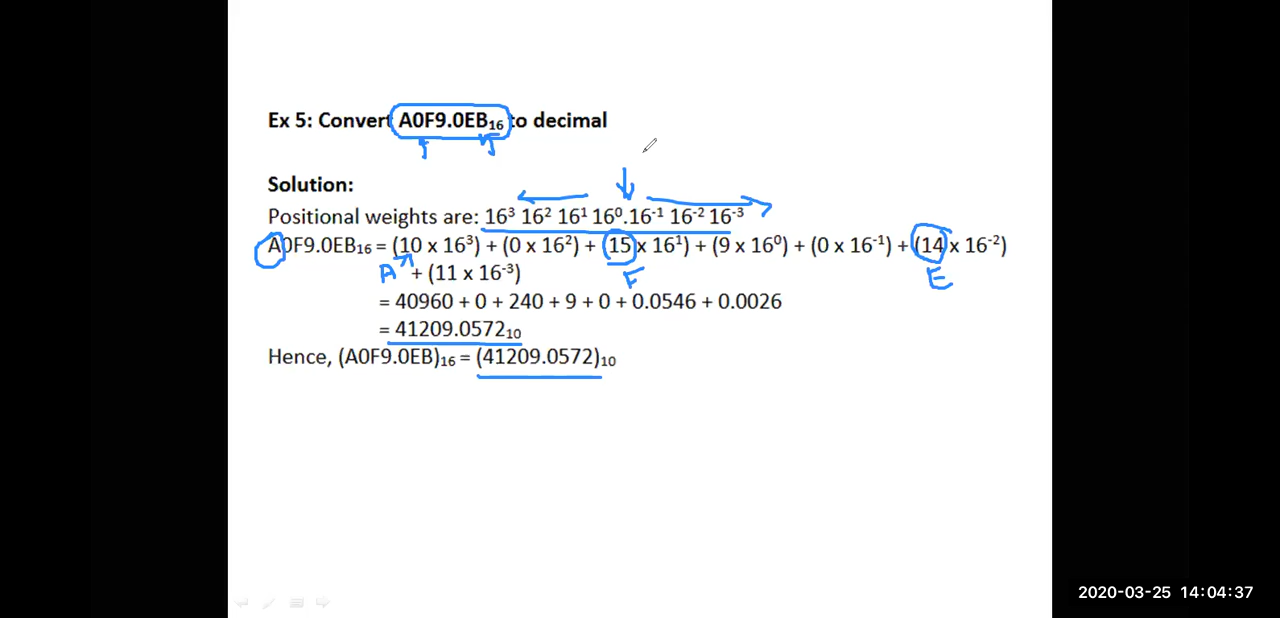 Ex 5: Convert A0F9.0EB₁₆ to decimal
Solution:
Positional weights are: 16³ 16² 16¹ 16⁰.16⁻¹ 16⁻² 16⁻³
A0F9.0EB₁₆ = (10 x 16³) + (0 x 16²) + (15 x 16¹) + (9 x 16⁰) + (0 x 16⁻¹) + (14 x 16⁻²)
A + (11 x 16⁻³) F E
= 40960 + 0 + 240 + 9 + 0 + 0.0546 + 0.0026
= 41209.0572₁₀
Hence, (A0F9.0EB)₁₆ = (41209.0572)₁₀
2020-03-25 14:04:37